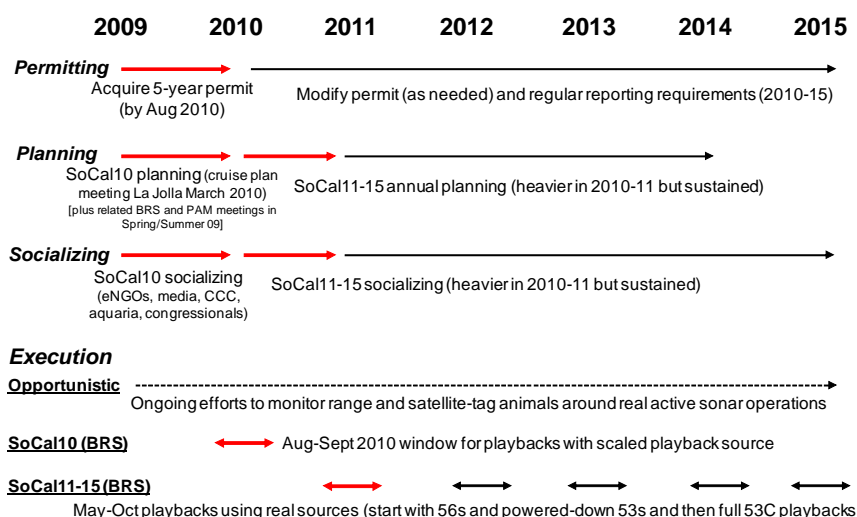 2009 2010 2011 2012 2013 2014 2015
Permitting
Acquire 5-year permit
(by Aug 2010)
Modify permit (as needed) and regular reporting requirements (2010-15)
Planning
SoCal10 planning (cruise plan
meeting La Jolla March 2010)
[plus related BRS and PAM meetings in
Spring/Summer 09]
SoCal11-15 annual planning (heavier in 2010-11 but sustained)
Socializing
SoCal10 socializing
(eNGOs, media, CCC,
aquaria, congressionals)
SoCal11-15 socializing (heavier in 2010-11 but sustained)
Execution
Opportunistic
Ongoing efforts to monitor range and satellite-tag animals around real active sonar operations
SoCal10 (BRS)
Aug-Sept 2010 window for playbacks with scaled playback source
SoCal11-15 (BRS)
May-Oct playbacks using real sources (start with 56s and powered-down 53s and then full 53C playbacks